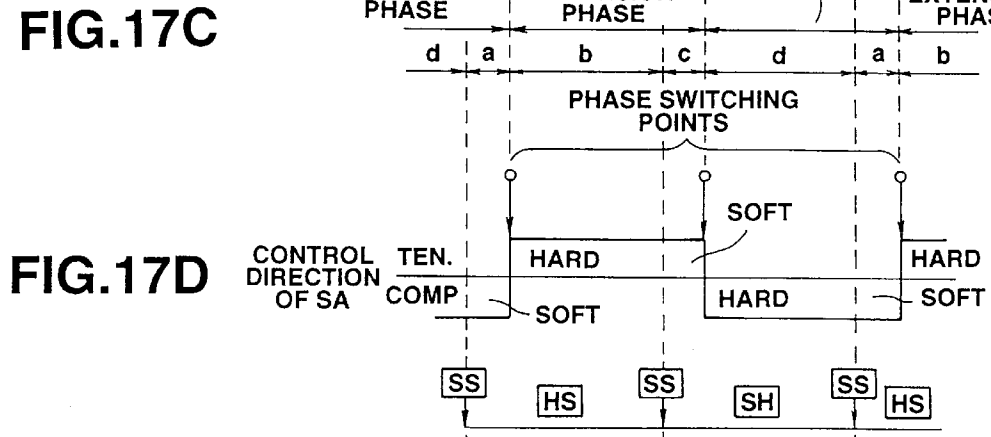 FIG.17C
PHASE
PHASE
d a b c d a b
PHASE SWITCHING
POINTS
FIG.17D
CONTROL
DIRECTION
OF SA
TEN.
COMP
HARD
SOFT
HARD
SOFT
HARD
SOFT
SS
HS
SS
SH
SS
HS